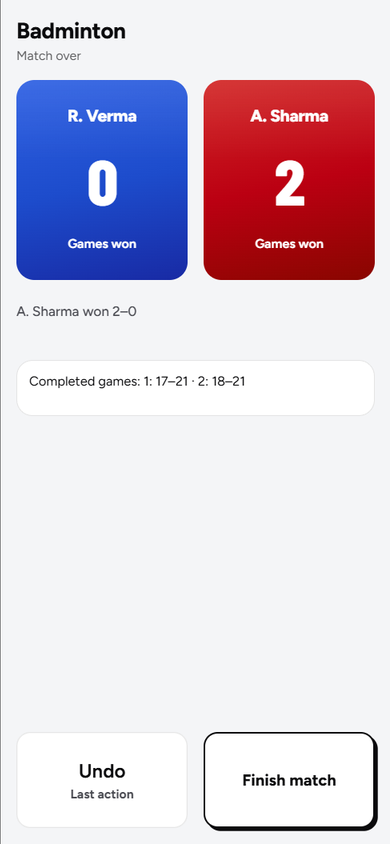 Badminton
Match over
R. Verma
0
Games won
A. Sharma
2
Games won
A. Sharma won 2–0
Completed games: 1: 17–21 · 2: 18–21
Undo
Last action
Finish match